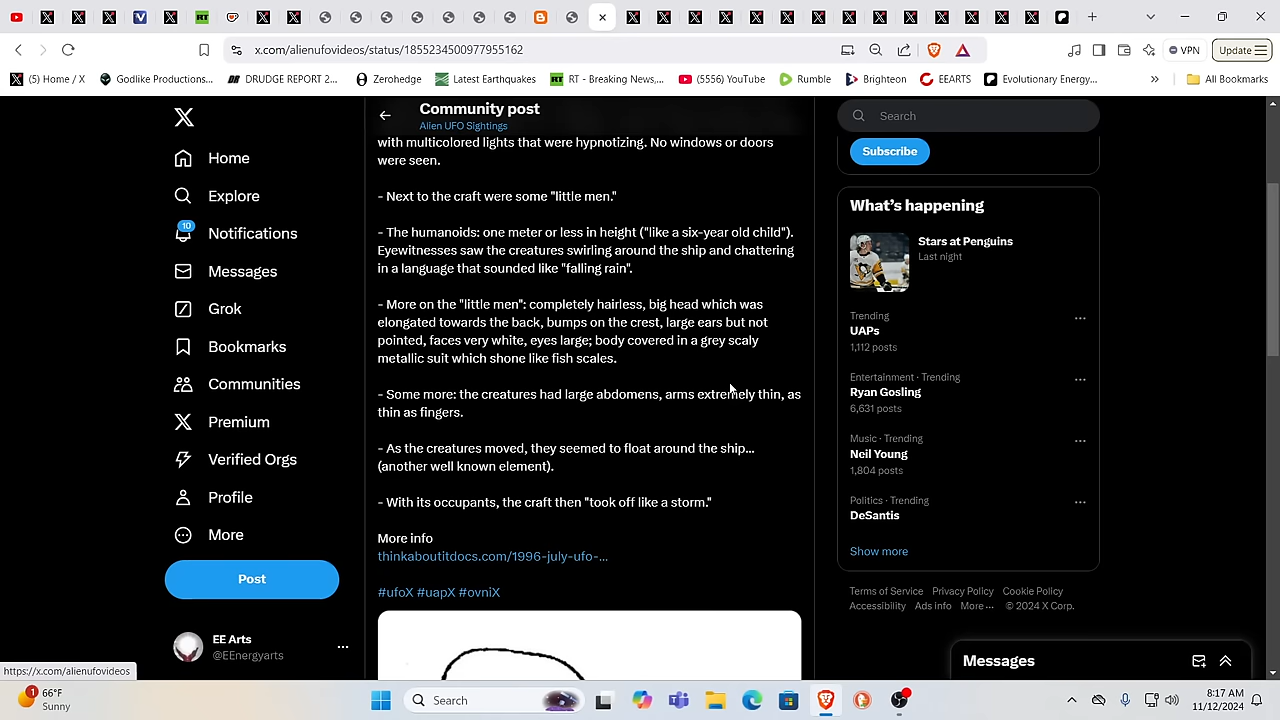 x.com/alienufovideos/status/1855234500977955162
VPN
Update
(5) Home / X
Godlike Productions...
DRUDGE REPORT 2...
Zerohedge
Latest Earthquakes
RT - Breaking News,...
(5556) YouTube
Rumble
Brighteon
EEARTS
Evolutionary Energy...
All Bookmarks
Home
Explore
10
Notifications
Messages
Grok
Bookmarks
Communities
Premium
Verified Orgs
Profile
More
Post
EE Arts
@EEnergyarts
Community post
Alien UFO Sightings
with multicolored lights that were hypnotizing. No windows or doors
were seen.
- Next to the craft were some "little men."
- The humanoids: one meter or less in height ("like a six-year old child").
Eyewitnesses saw the creatures swirling around the ship and chattering
in a language that sounded like "falling rain".
- More on the "little men": completely hairless, big head which was
elongated towards the back, bumps on the crest, large ears but not
pointed, faces very white, eyes large; body covered in a grey scaly
metallic suit which shone like fish scales.
- Some more: the creatures had large abdomens, arms extremely thin, as
thin as fingers.
- As the creatures moved, they seemed to float around the ship...
(another well known element).
- With its occupants, the craft then "took off like a storm."
More info
thinkaboutitdocs.com/1996-july-ufo-...
#ufoX #uapX #ovniX
Search
Subscribe
What's happening
Stars at Penguins
Last night
Trending
UAPs
1,112 posts
Entertainment · Trending
Ryan Gosling
6,631 posts
Music · Trending
Neil Young
1,804 posts
Politics · Trending
DeSantis
Show more
Terms of Service Privacy Policy Cookie Policy
Accessibility Ads info More ... © 2024 X Corp.
Messages
https://x.com/alienufovideos
1
66°F
Sunny
Search
8:17 AM
11/12/2024